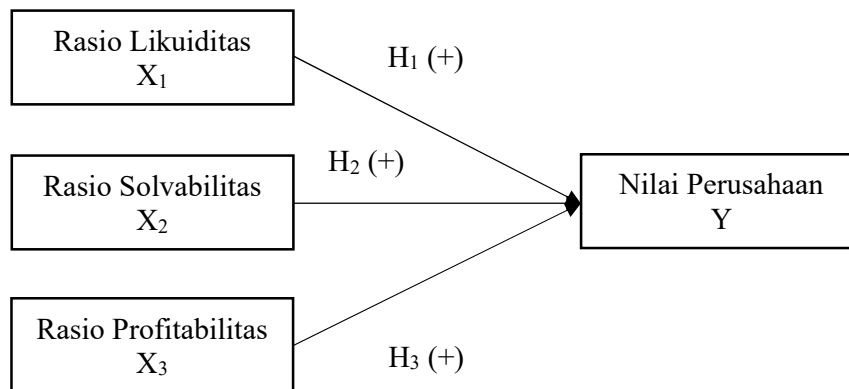 Rasio Likuiditas
X₁
H₁ (+)
H₂ (+)
Rasio Solvabilitas
X₂
Nilai Perusahaan
Y
Rasio Profitabilitas
X₃
H₃ (+)